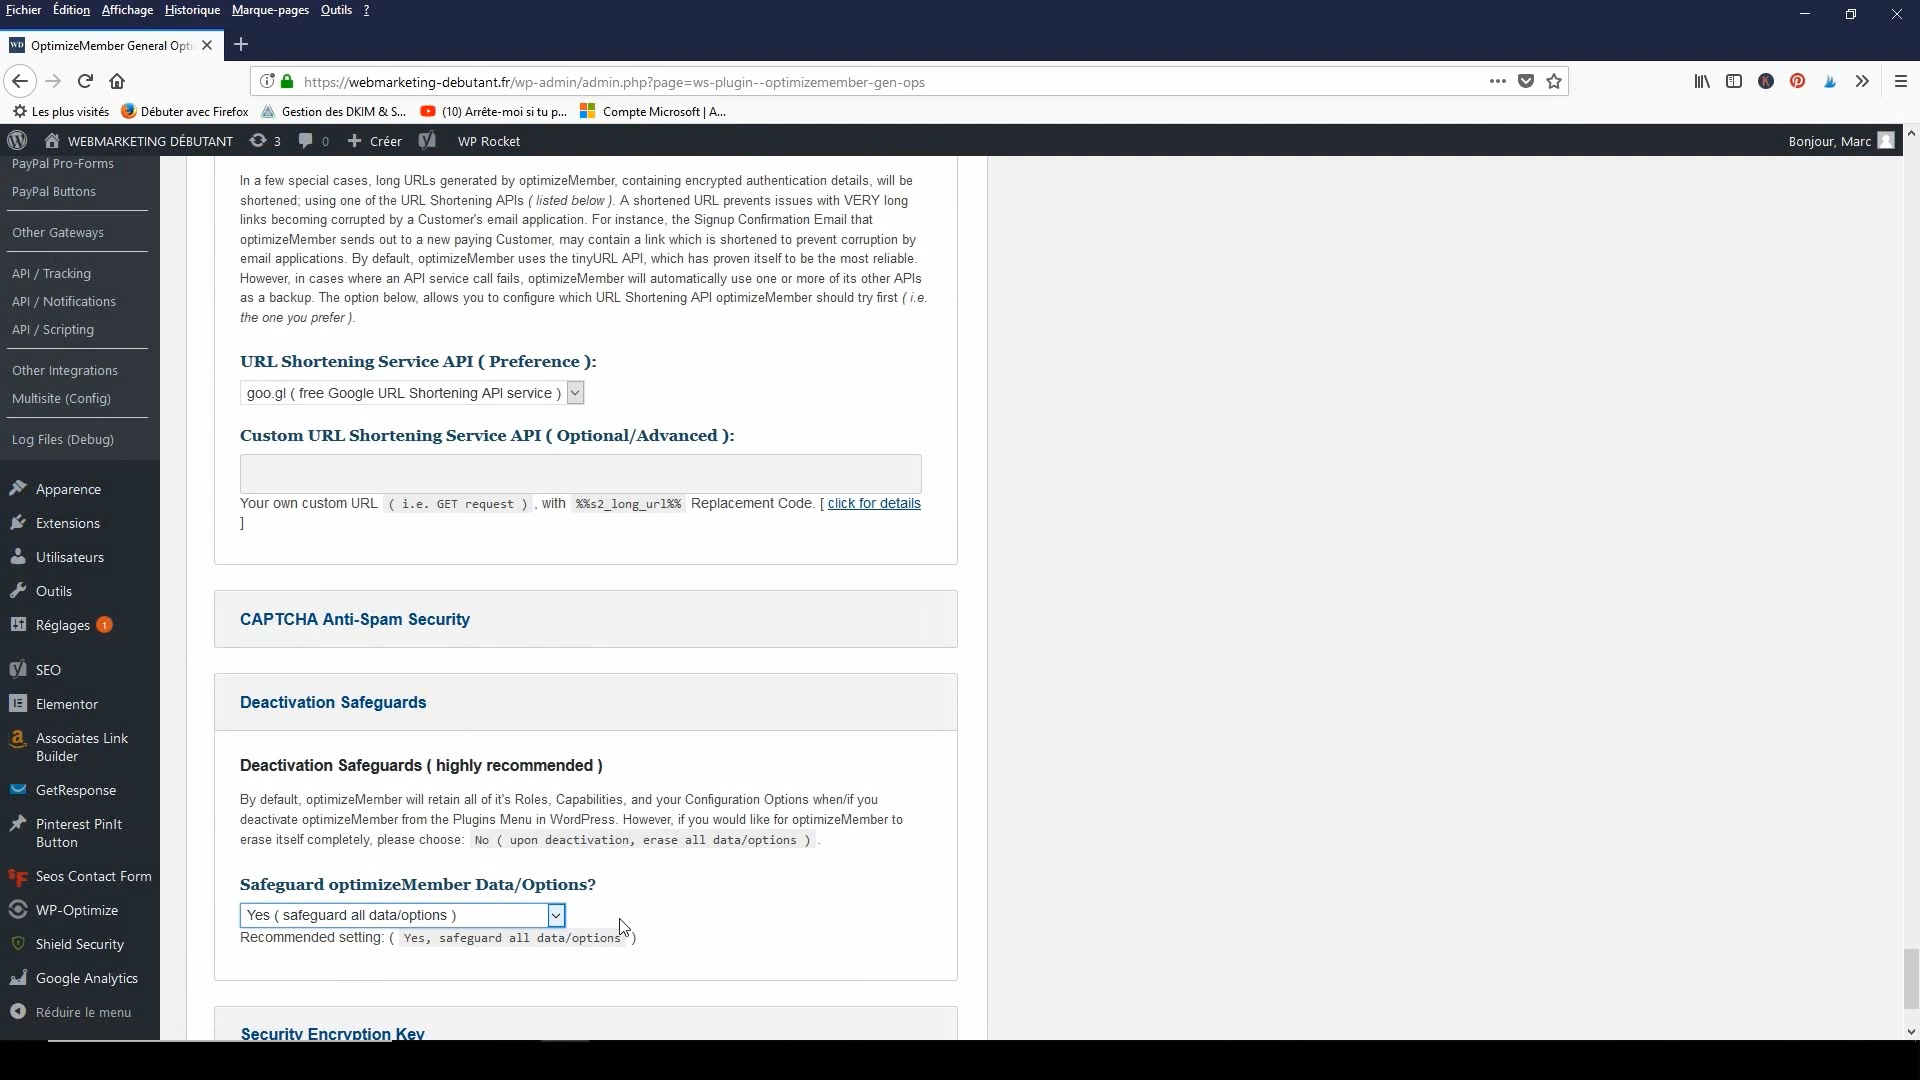 Fichier Édition Affichage Historique Marque-pages Outils ?
WD OptimizeMember General Opti
https://webmarketing-debutant.fr/wp-admin/admin.php?page=ws-plugin--optimizemember-gen-ops
Les plus visités Débuter avec Firefox Gestion des DKIM & S... (10) Arrête-moi si tu p... Compte Microsoft | A...
WEBMARKETING DÉBUTANT 3 0 Créer WP Rocket Bonjour, Marc
PayPal Pro-Forms
PayPal Buttons
Other Gateways
API / Tracking
API / Notifications
API / Scripting
Other Integrations
Multisite (Config)
Log Files (Debug)
Apparence
Extensions
Utilisateurs
Outils
Réglages 1
SEO
Elementor
Associates Link
Builder
GetResponse
Pinterest PinIt
Button
Seos Contact Form
WP-Optimize
Shield Security
Google Analytics
Réduire le menu
In a few special cases, long URLs generated by optimizeMember, containing encrypted authentication details, will be
shortened; using one of the URL Shortening APIs ( listed below ). A shortened URL prevents issues with VERY long
links becoming corrupted by a Customer's email application. For instance, the Signup Confirmation Email that
optimizeMember sends out to a new paying Customer, may contain a link which is shortened to prevent corruption by
email applications. By default, optimizeMember uses the tinyURL API, which has proven itself to be the most reliable.
However, in cases where an API service call fails, optimizeMember will automatically use one or more of its other APIs
as a backup. The option below, allows you to configure which URL Shortening API optimizeMember should try first ( i.e.
the one you prefer ).
URL Shortening Service API ( Preference ):
goo.gl ( free Google URL Shortening API service )
Custom URL Shortening Service API ( Optional/Advanced ):
Your own custom URL ( i.e. GET request ) , with %%s2_long_url%% Replacement Code. [ click for details
]
CAPTCHA Anti-Spam Security
Deactivation Safeguards
Deactivation Safeguards ( highly recommended )
By default, optimizeMember will retain all of it's Roles, Capabilities, and your Configuration Options when/if you
deactivate optimizeMember from the Plugins Menu in WordPress. However, if you would like for optimizeMember to
erase itself completely, please choose: No ( upon deactivation, erase all data/options ) .
Safeguard optimizeMember Data/Options?
Yes ( safeguard all data/options )
Recommended setting: ( Yes, safeguard all data/options )
Security Encryption Key